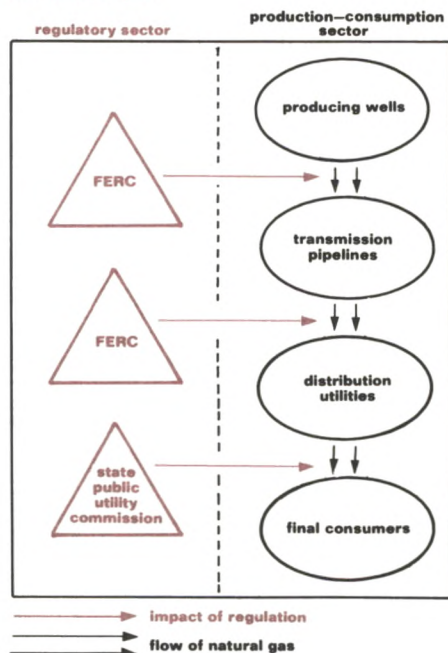 regulatory sector
production—consumption
sector
producing wells
FERC
transmission
pipelines
FERC
distribution
utilities
state
public
utility
commission
final consumers
impact of regulation
flow of natural gas